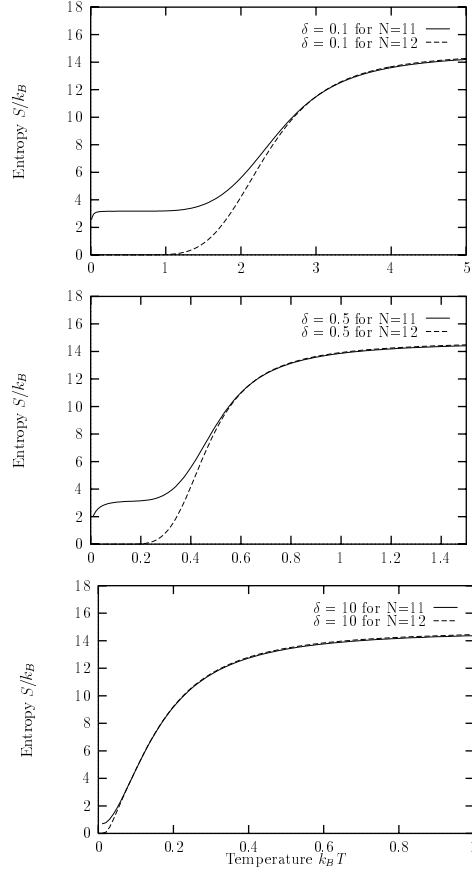 18
δ = 0.1 for N=11
δ = 0.1 for N=12
16
14
12
10
8
6
4
2
0
Entropy S/k_B
0 1 2 3 4 5
18
δ = 0.5 for N=11
δ = 0.5 for N=12
16
14
12
10
8
6
4
2
0
Entropy S/k_B
0 0.2 0.4 0.6 0.8 1 1.2 1.4
18
δ = 10 for N=11
δ = 10 for N=12
16
14
12
10
8
6
4
2
0
Entropy S/k_B
0 0.2 0.4 0.6 0.8 1
Temperature k_BT